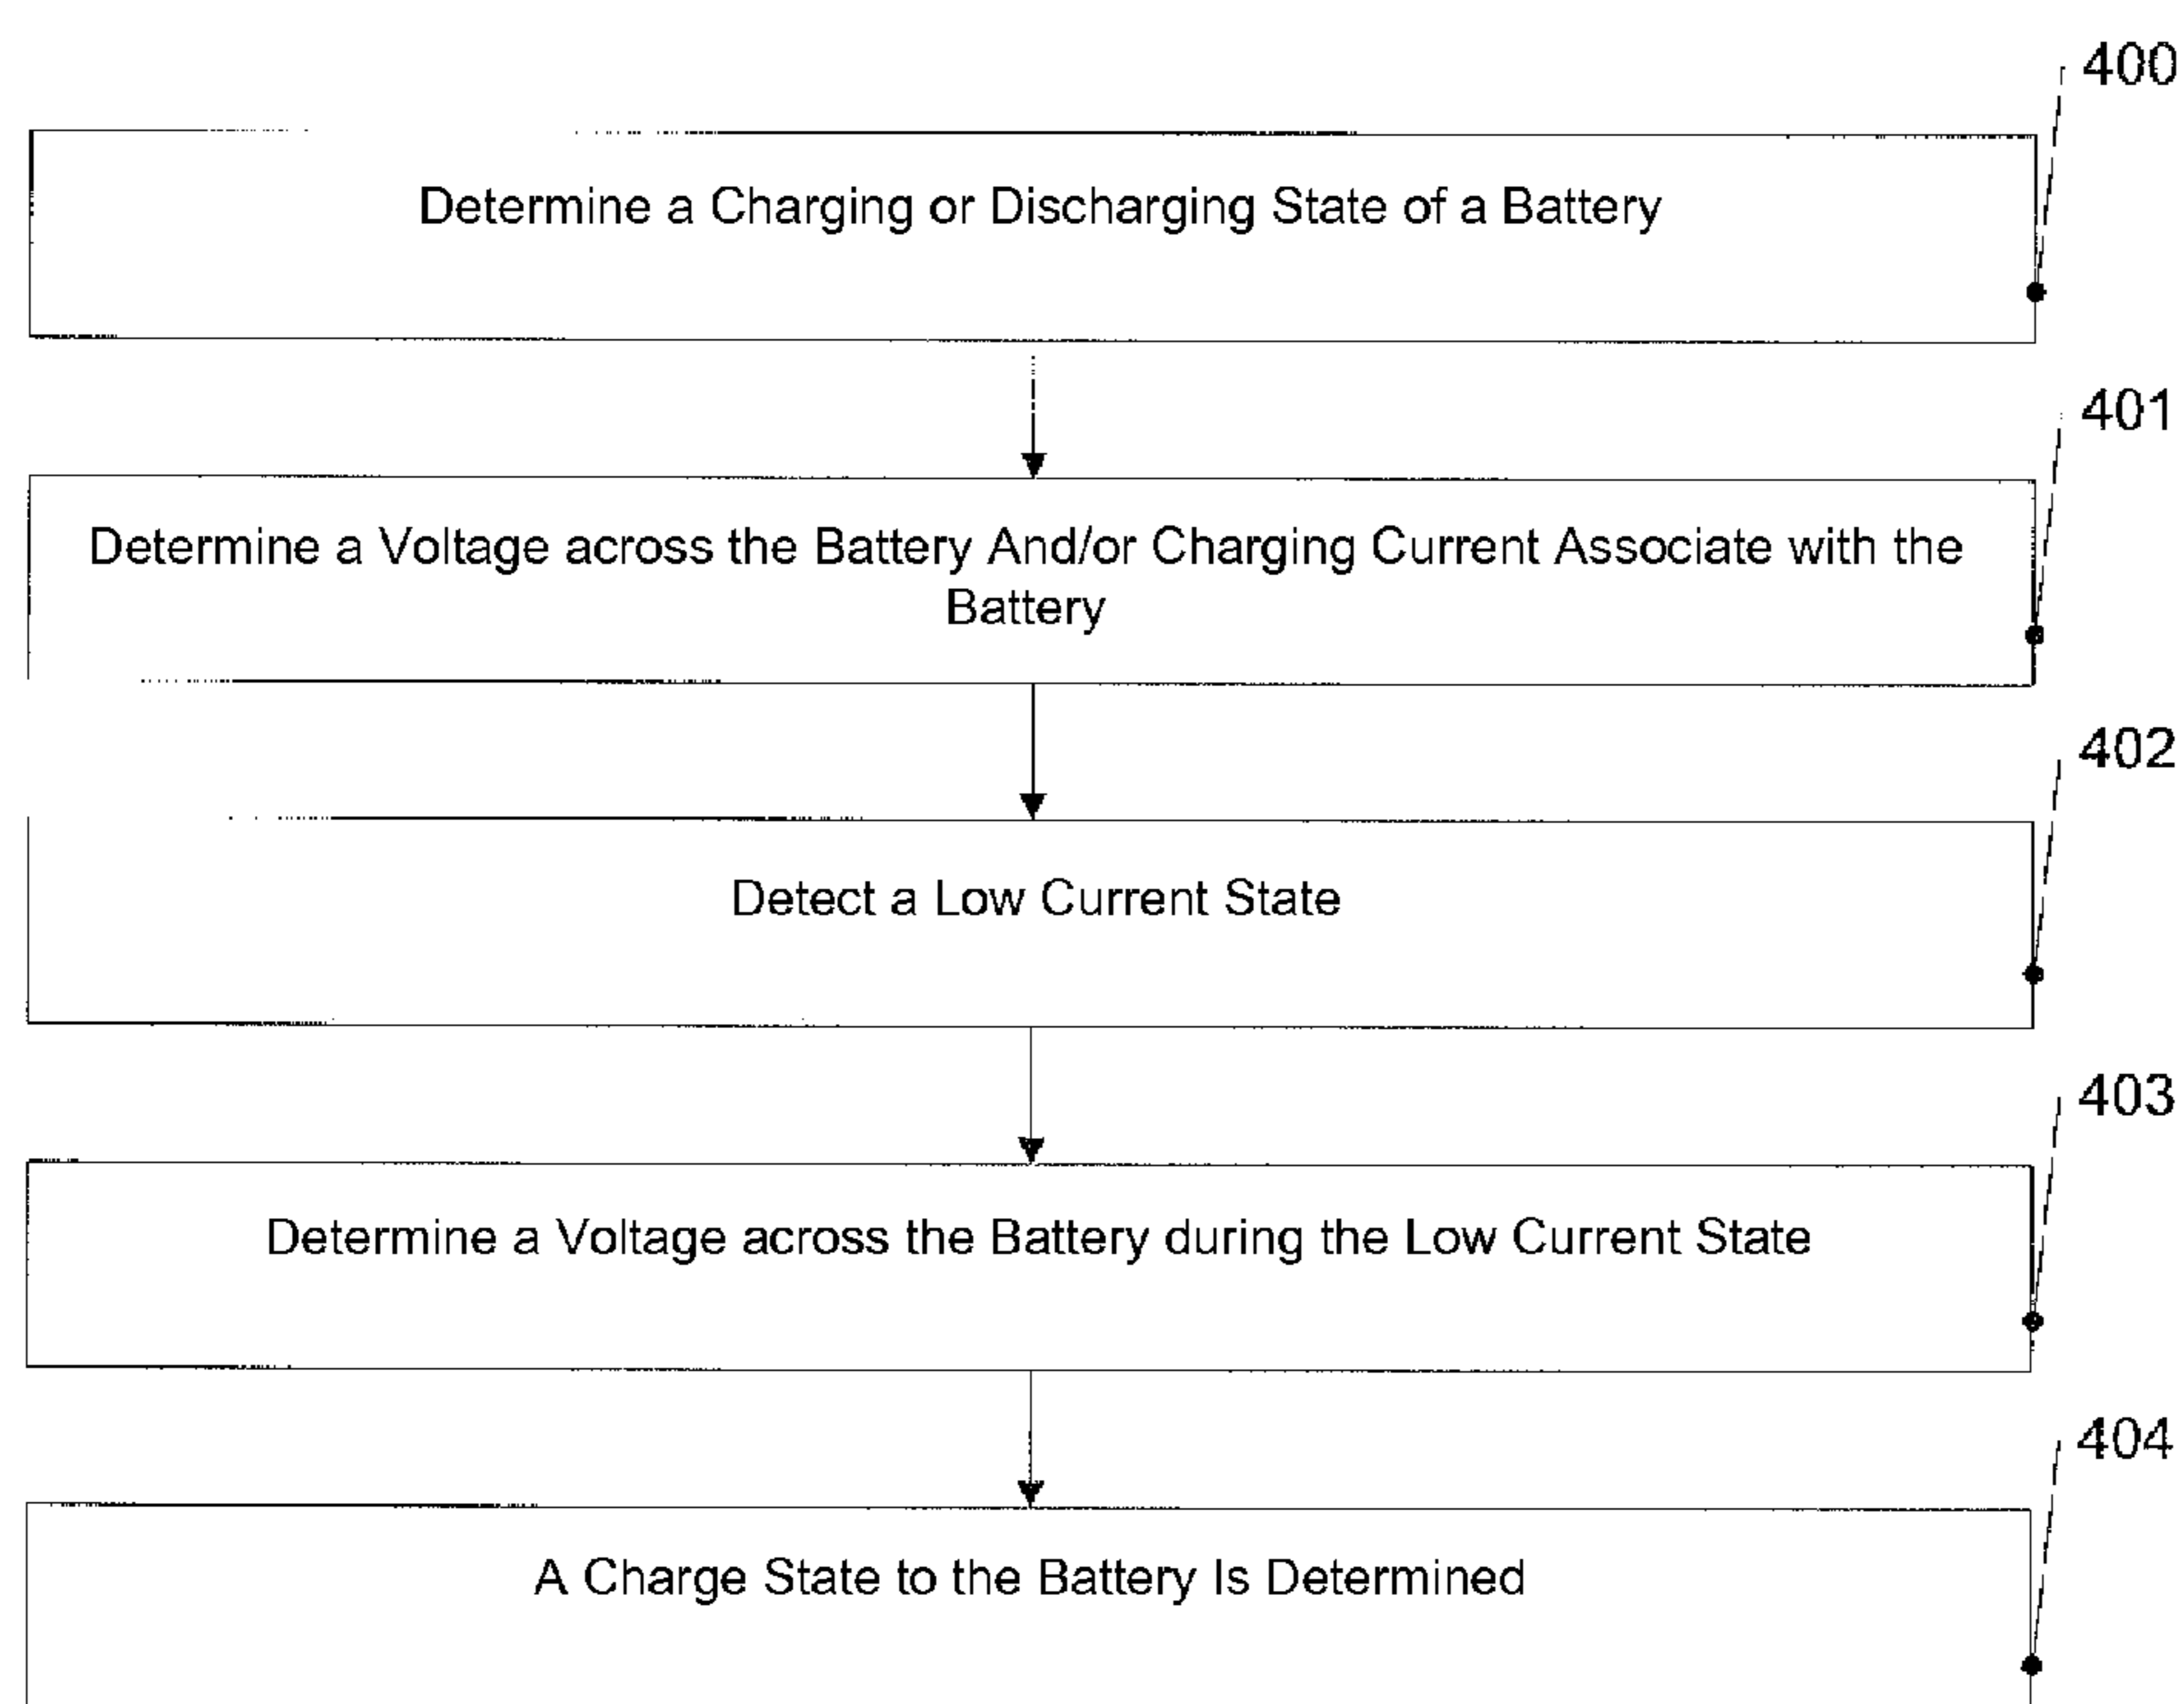 400
Determine a Charging or Discharging State of a Battery
401
Determine a Voltage across the Battery And/or Charging Current Associate with the
Battery
402
Detect a Low Current State
403
Determine a Voltage across the Battery during the Low Current State
404
A Charge State to the Battery Is Determined